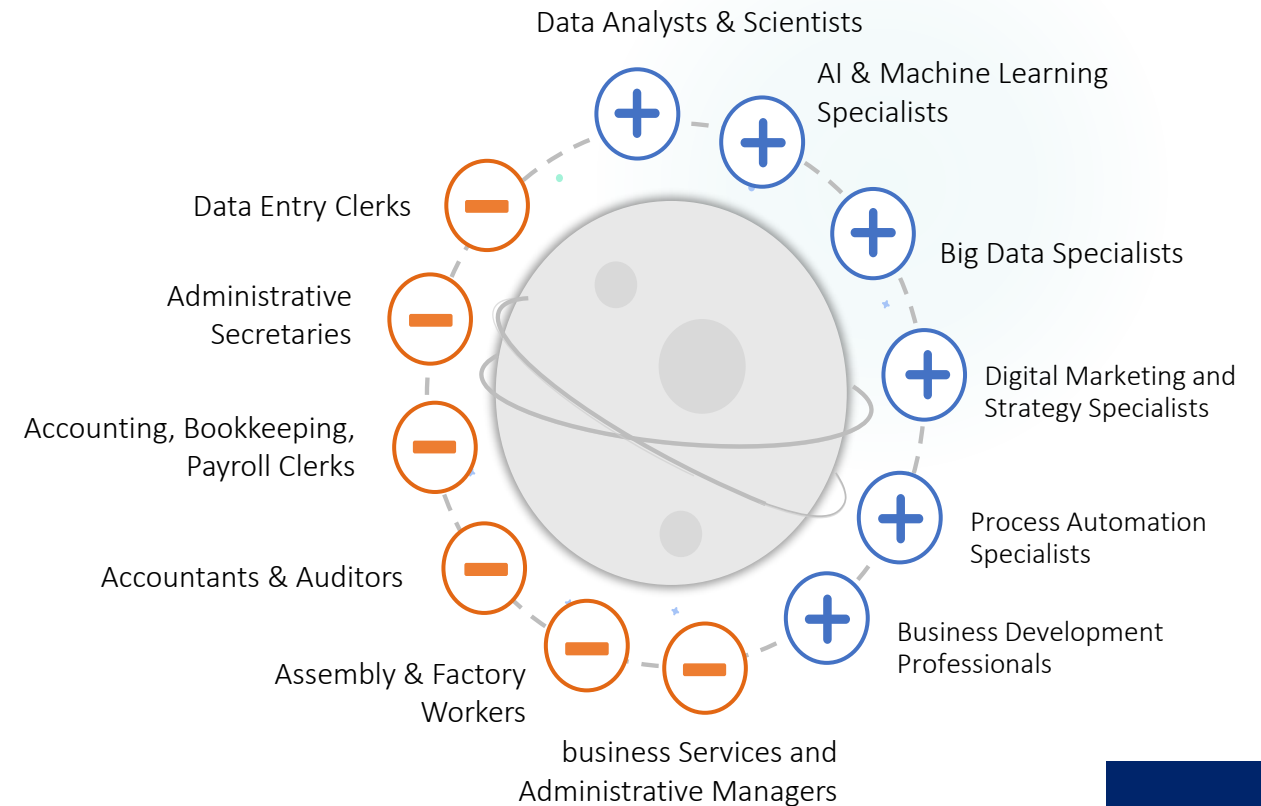 Data Analysts & Scientists
AI & Machine Learning
Specialists
Big Data Specialists
Digital Marketing and
Strategy Specialists
Process Automation
Specialists
Business Development
Professionals
business Services and
Administrative Managers
Assembly & Factory
Workers
Accountants & Auditors
Accounting, Bookkeeping,
Payroll Clerks
Administrative
Secretaries
Data Entry Clerks